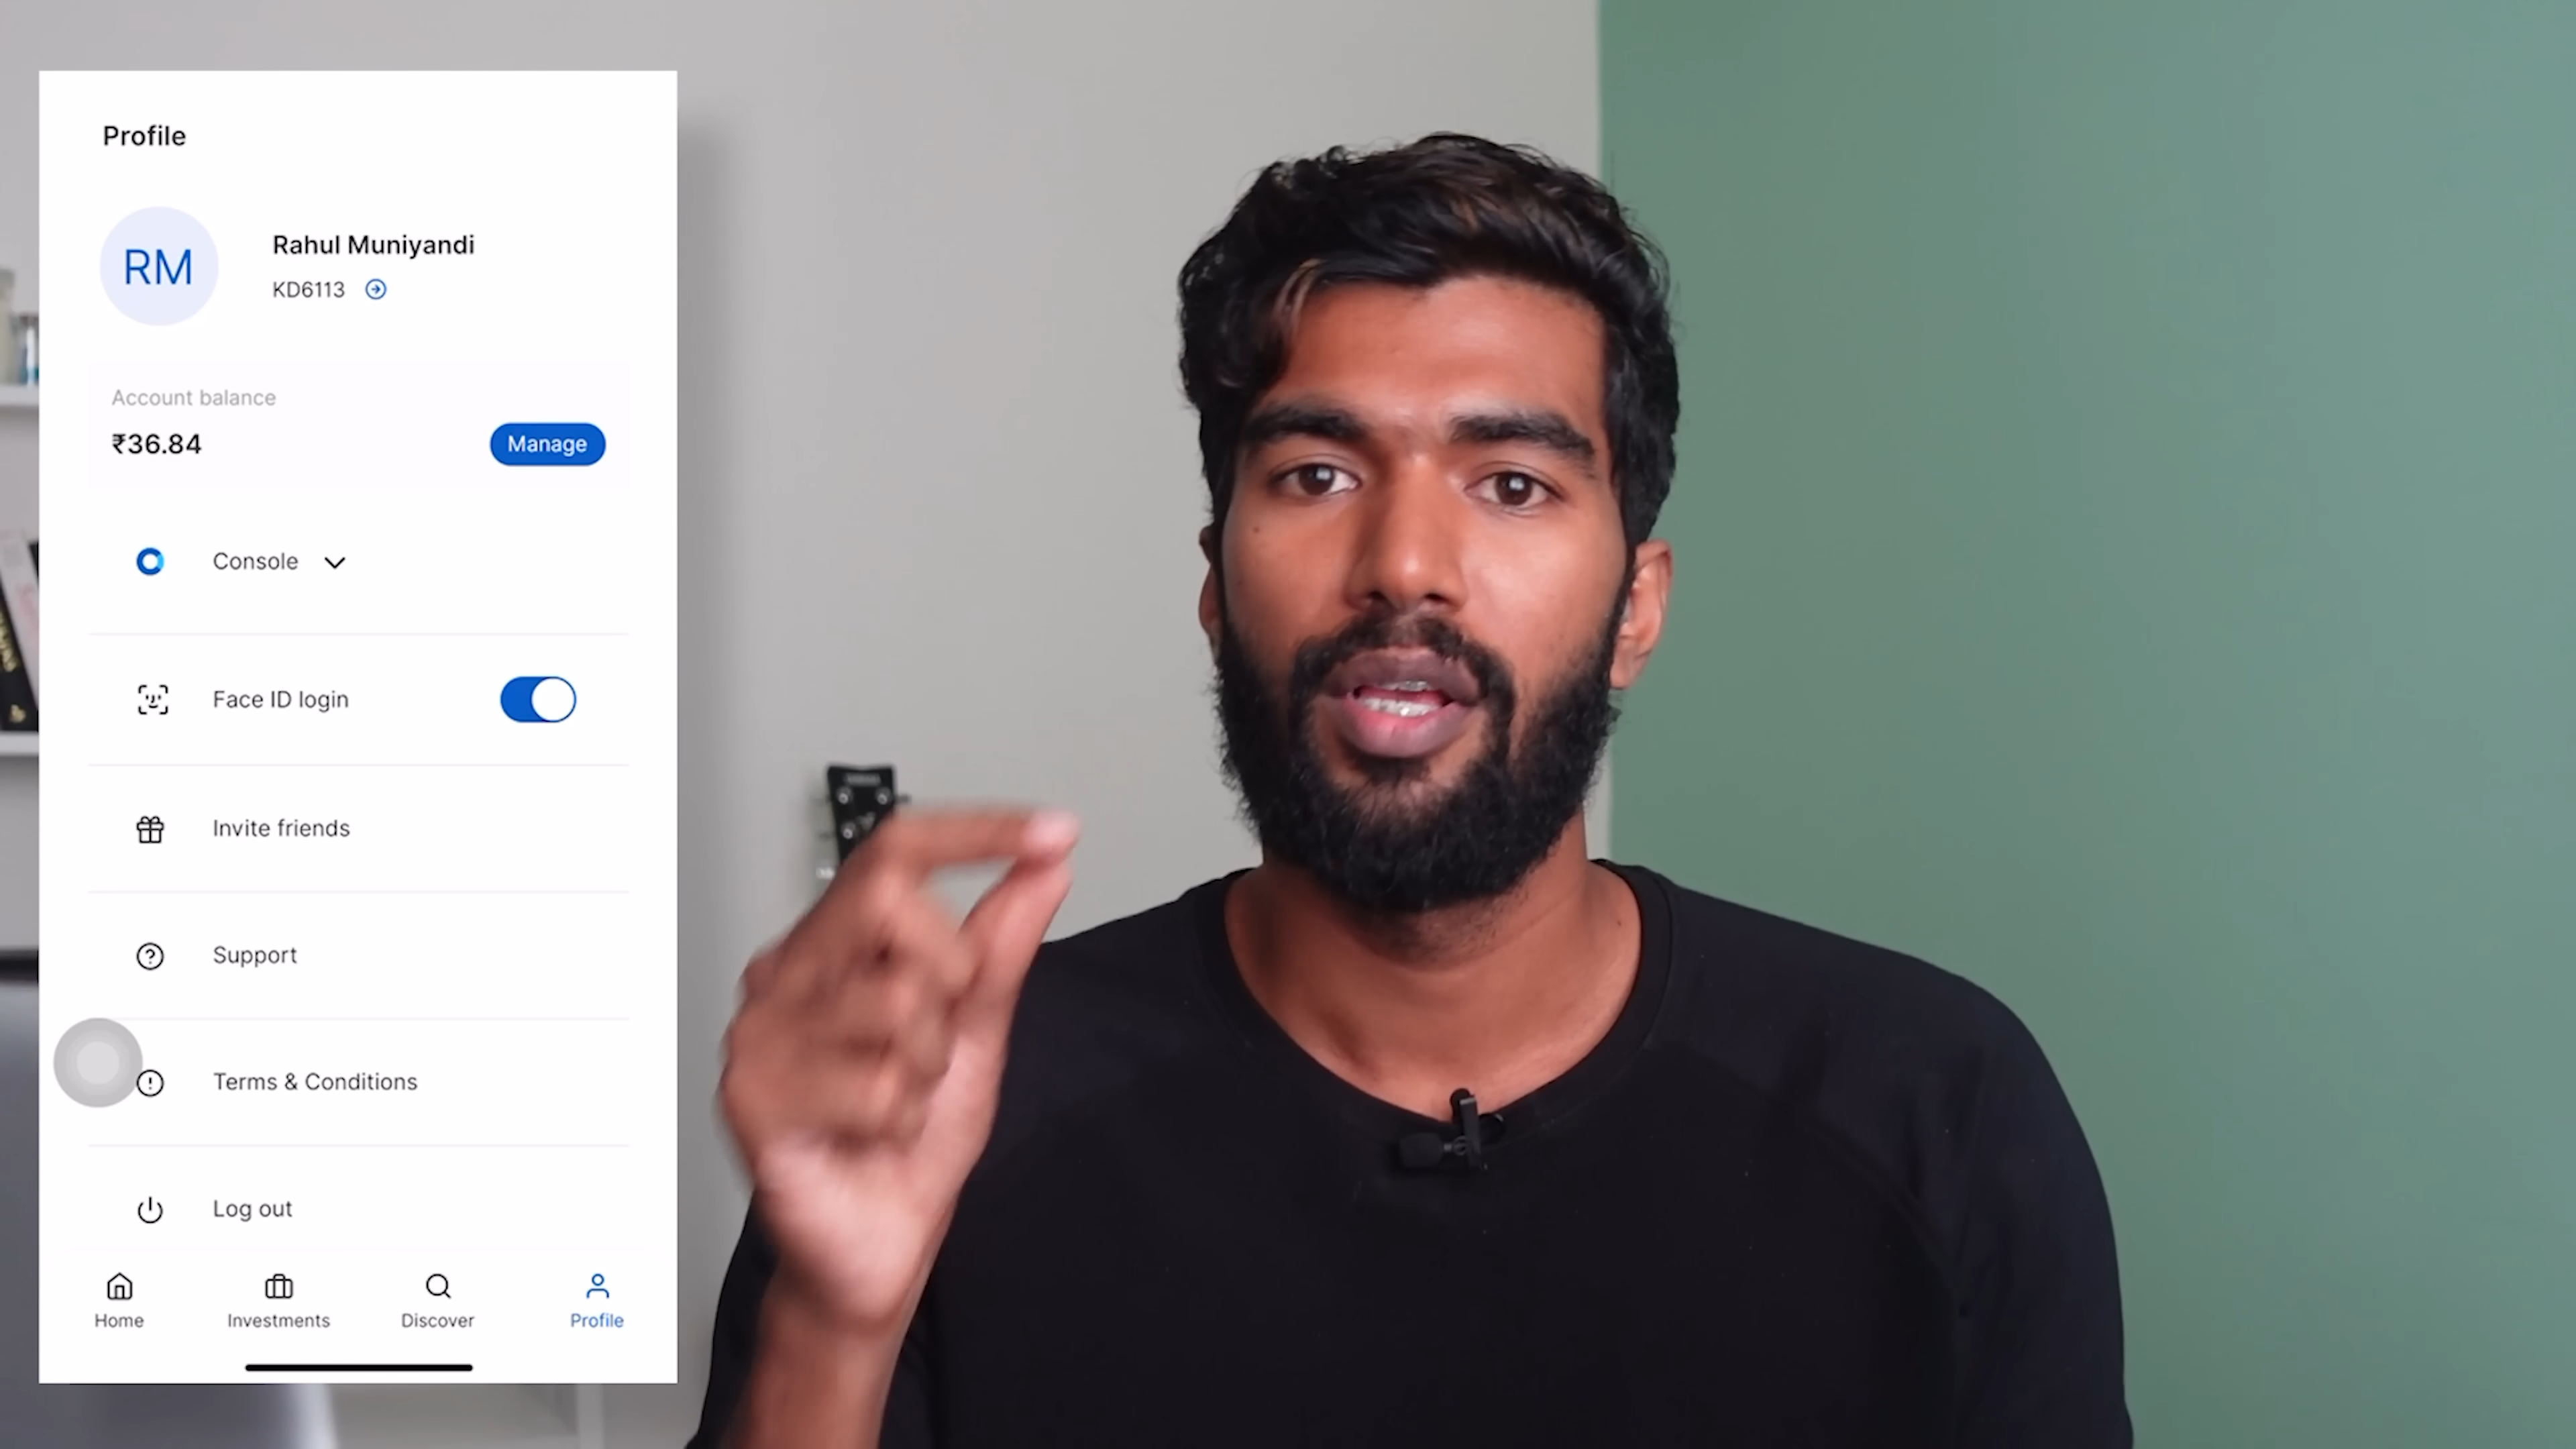 Profile
RM
Rahul Muniyandi
KD6113
Account balance
₹36.84
Manage
Console
Face ID login
Invite friends
Support
Terms & Conditions
Log out
Home
Investments
Discover
Profile